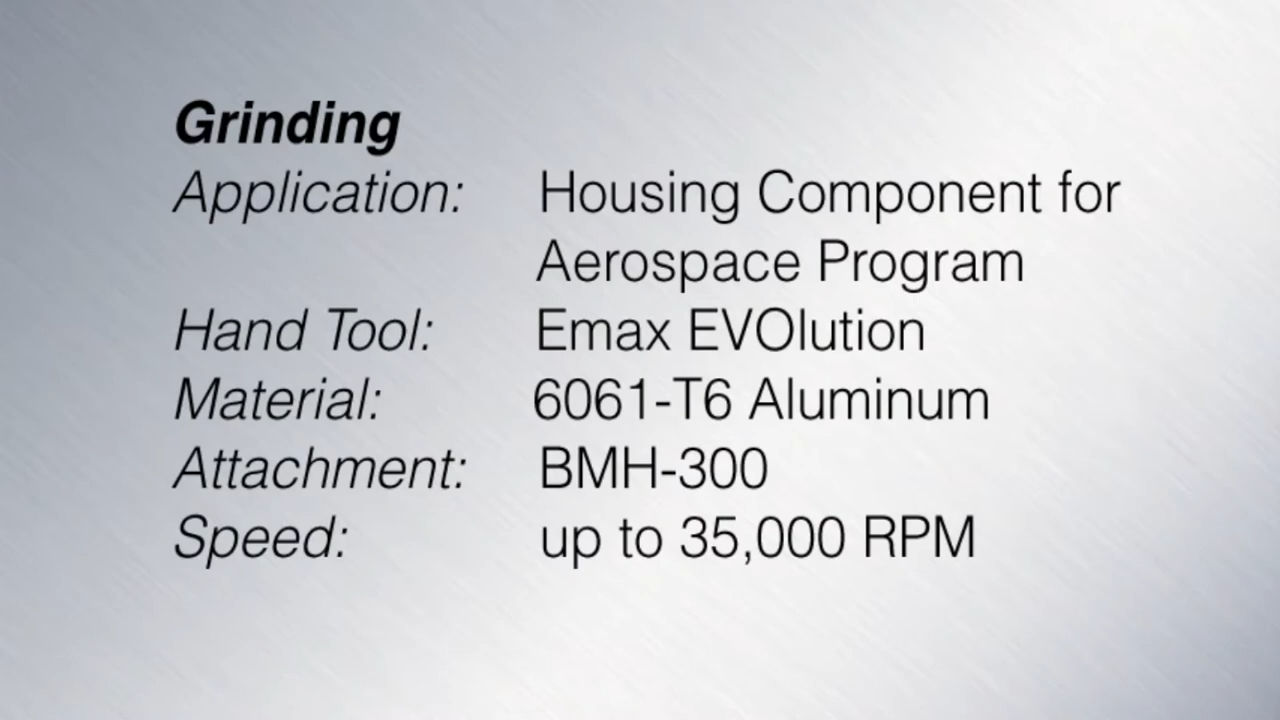 Grinding
Application: Housing Component for
Aerospace Program
Hand Tool: Emax EVOlution
Material: 6061-T6 Aluminum
Attachment: BMH-300
Speed: up to 35,000 RPM